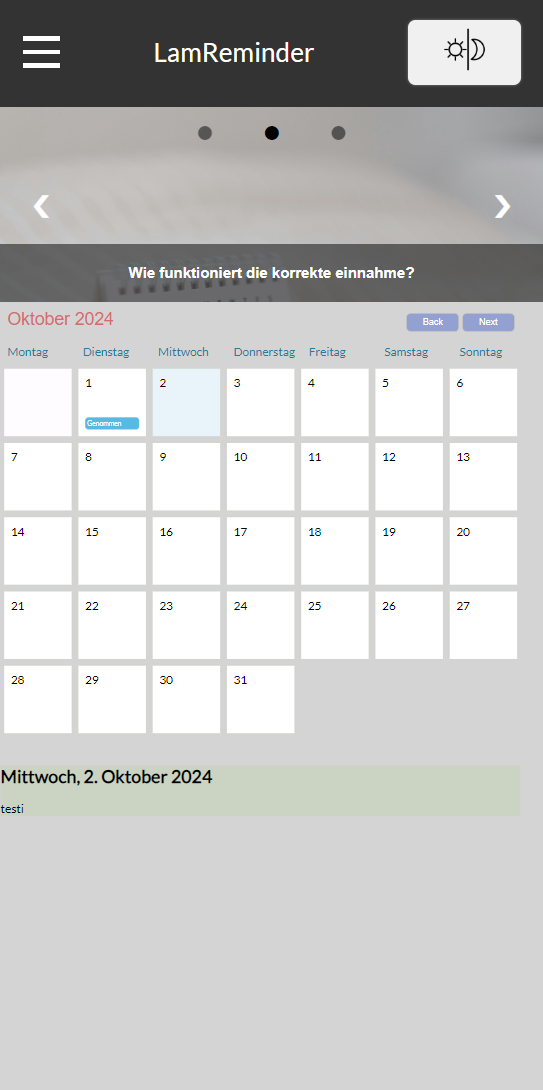 LamReminder
❮ ❯
Wie funktioniert die korrekte einnahme?
Oktober 2024 Back Next
Montag Dienstag Mittwoch Donnerstag Freitag Samstag Sonntag
1 2 3 4 5 6
Genommen
7 8 9 10 11 12 13
14 15 16 17 18 19 20
21 22 23 24 25 26 27
28 29 30 31
Mittwoch, 2. Oktober 2024
testi